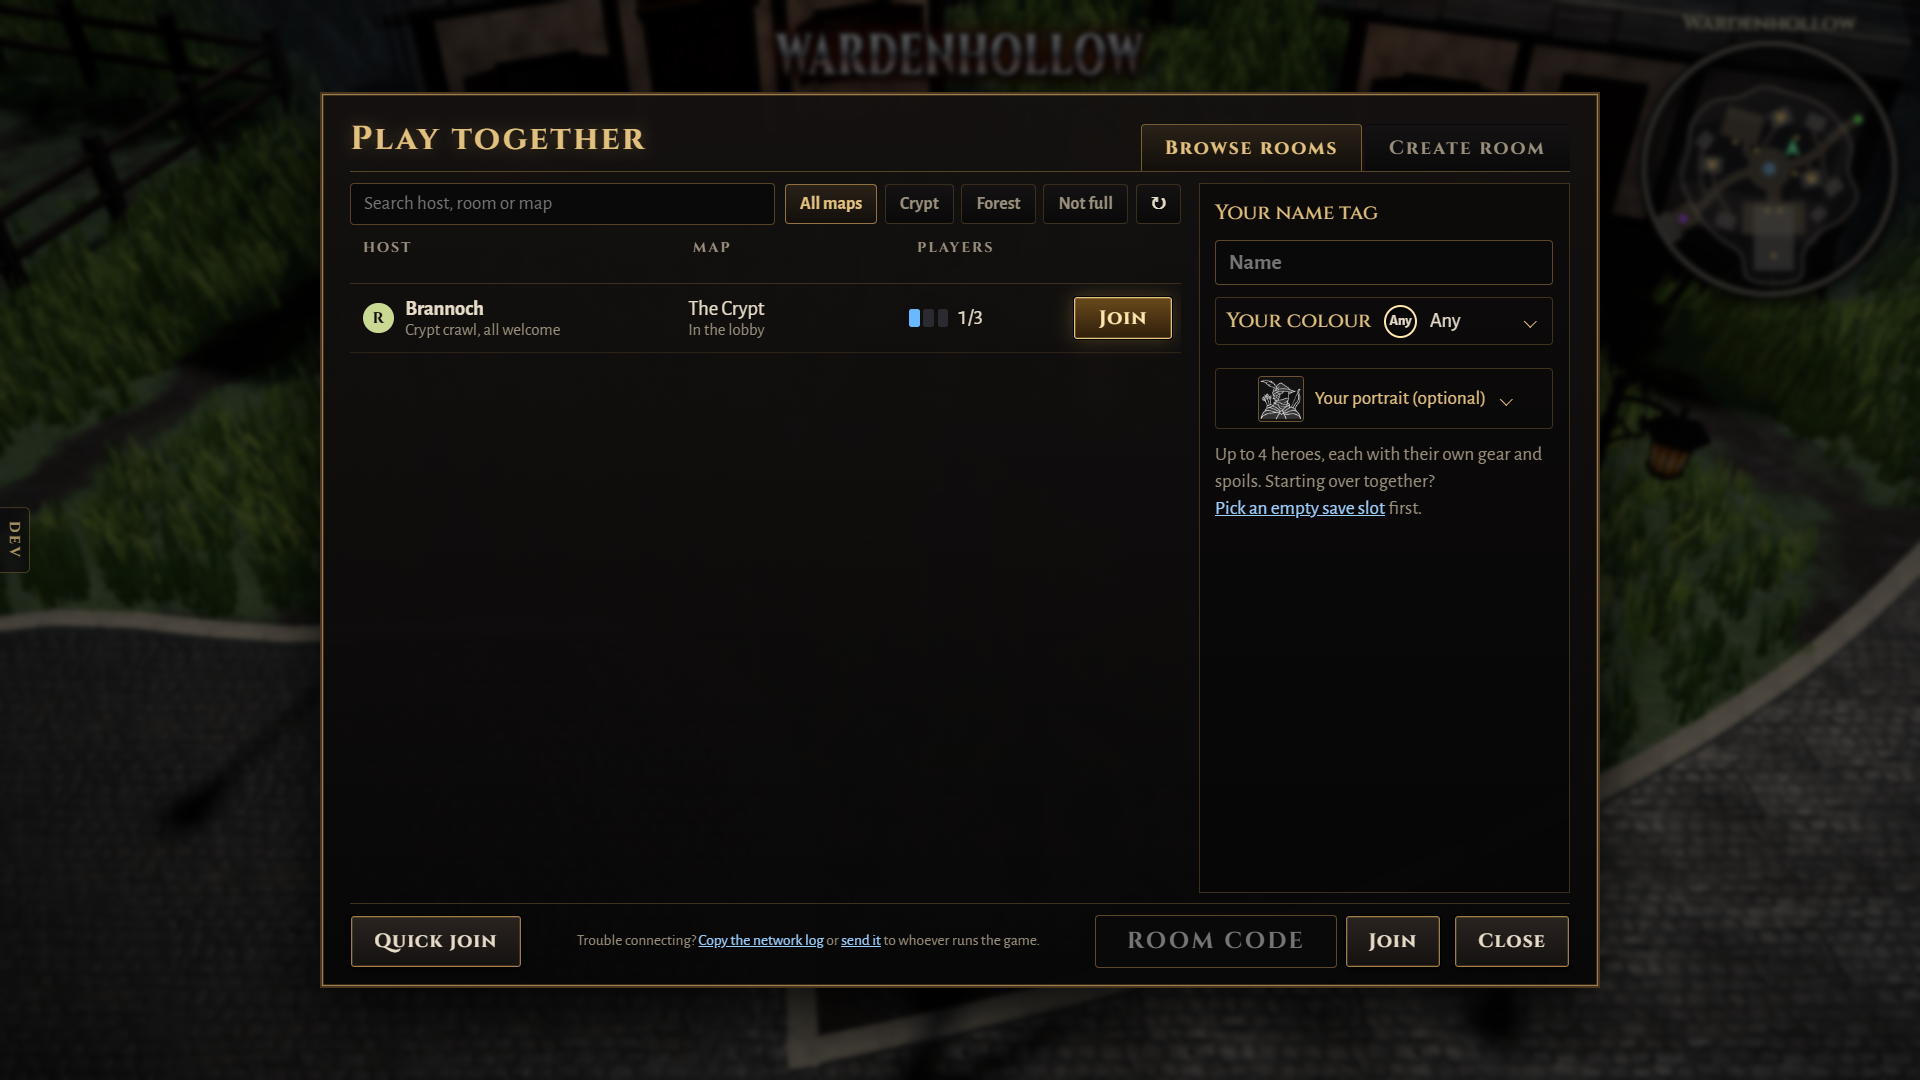 WARDENHOLLOW
WARDENHOLLOW
PLAY TOGETHER
BROWSE ROOMS
CREATE ROOM
Search host, room or map
All maps
Crypt
Forest
Not full
↻
HOST
MAP
PLAYERS
R
Brannoch
Crypt crawl, all welcome
The Crypt
In the lobby
1/3
JOIN
YOUR NAME TAG
Name
YOUR COLOUR
Any
Any
Your portrait (optional)
Up to 4 heroes, each with their own gear and
spoils. Starting over together?
Pick an empty save slot first.
DEV
QUICK JOIN
Trouble connecting? Copy the network log or send it to whoever runs the game.
ROOM CODE
JOIN
CLOSE